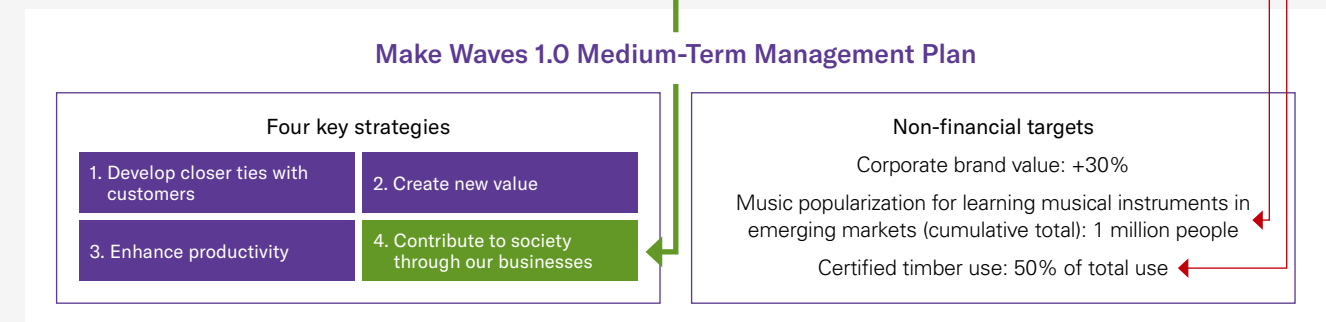 Make Waves 1.0 Medium-Term Management Plan
Four key strategies
1. Develop closer ties with
customers
2. Create new value
3. Enhance productivity
4. Contribute to society
through our businesses
Non-financial targets
Corporate brand value: +30%
Music popularization for learning musical instruments in
emerging markets (cumulative total): 1 million people
Certified timber use: 50% of total use